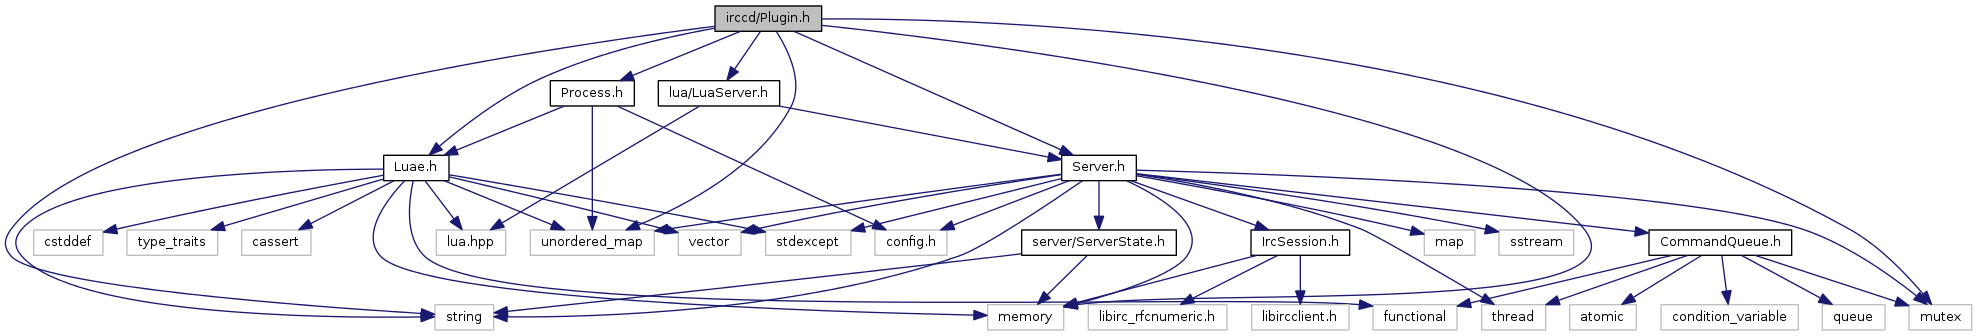 irccd/Plugin.h
Process.h
lua/LuaServer.h
Luae.h
Server.h
cstddef
type_traits
cassert
lua.hpp
unordered_map
vector
stdexcept
config.h
server/ServerState.h
IrcSession.h
map
sstream
CommandQueue.h
string
memory
libirc_rfcnumeric.h
libircclient.h
functional
thread
atomic
condition_variable
queue
mutex